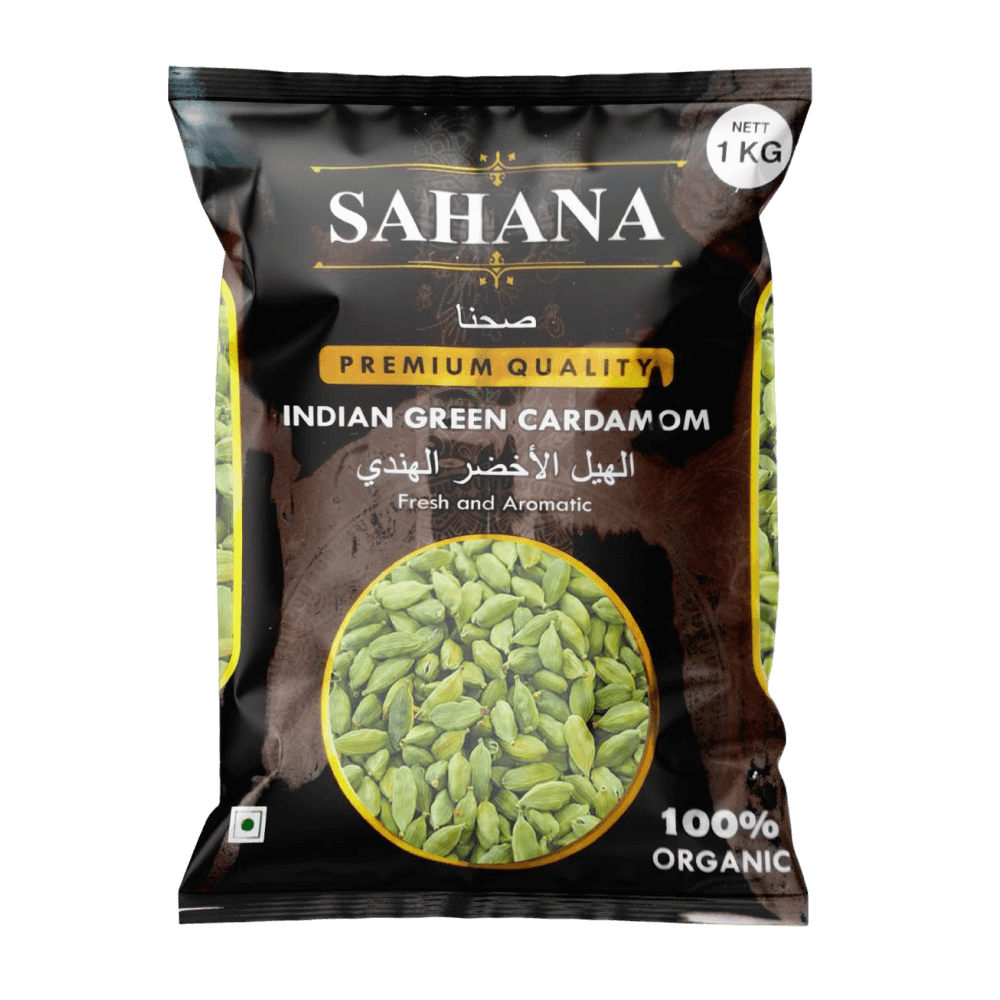 NETT
1 KG
SAHANA
صحنا
PREMIUM QUALITY
INDIAN GREEN CARDAMOM
الهيل الأخضر الهندي
Fresh and Aromatic
100%
ORGANIC